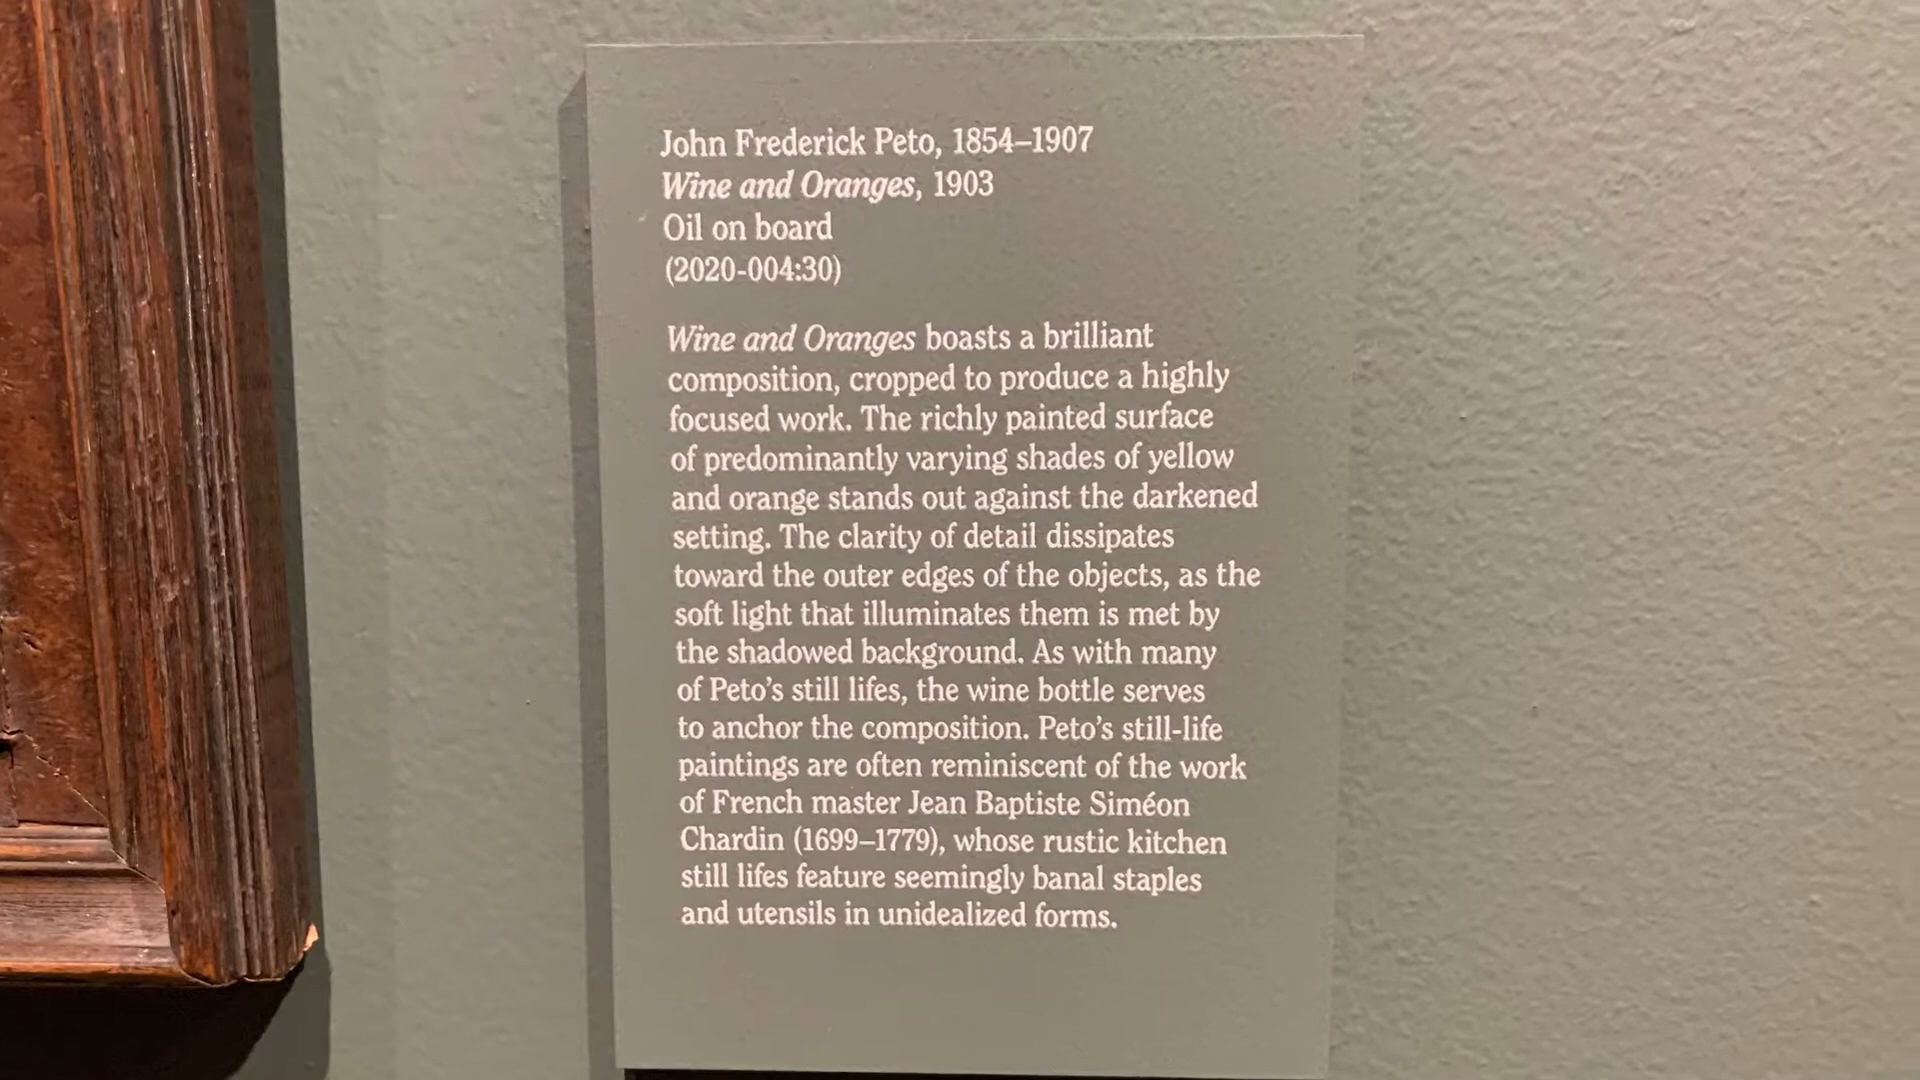 John Frederick Peto, 1854–1907
Wine and Oranges, 1903
Oil on board
(2020-004:30)
Wine and Oranges boasts a brilliant
composition, cropped to produce a highly
focused work. The richly painted surface
of predominantly varying shades of yellow
and orange stands out against the darkened
setting. The clarity of detail dissipates
toward the outer edges of the objects, as the
soft light that illuminates them is met by
the shadowed background. As with many
of Peto’s still lifes, the wine bottle serves
to anchor the composition. Peto’s still-life
paintings are often reminiscent of the work
of French master Jean Baptiste Siméon
Chardin (1699–1779), whose rustic kitchen
still lifes feature seemingly banal staples
and utensils in unidealized forms.